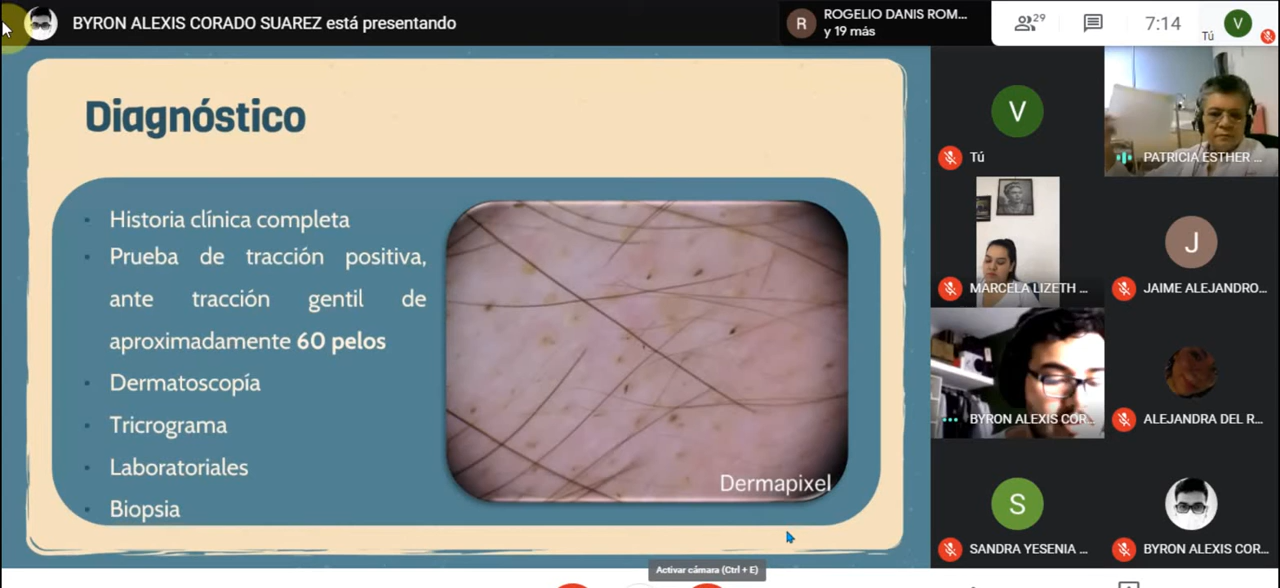 BYRON ALEXIS CORADO SUAREZ está presentando
R
ROGELIO DANIS ROM...
y 19 más
29
7:14
Tú
V
Diagnóstico
Historia clínica completa
Prueba de tracción positiva,
ante tracción gentil de
aproximadamente 60 pelos
Dermatoscopía
Tricrograma
Laboratoriales
Biopsia
Dermapixel
V
Tú
PATRICIA ESTHER ...
MARCELA LIZETH ...
J
JAIME ALEJANDRO...
BYRON ALEXIS COR...
ALEJANDRA DEL R...
S
SANDRA YESENIA ...
BYRON ALEXIS COR...
Activar cámara (Ctrl + E)